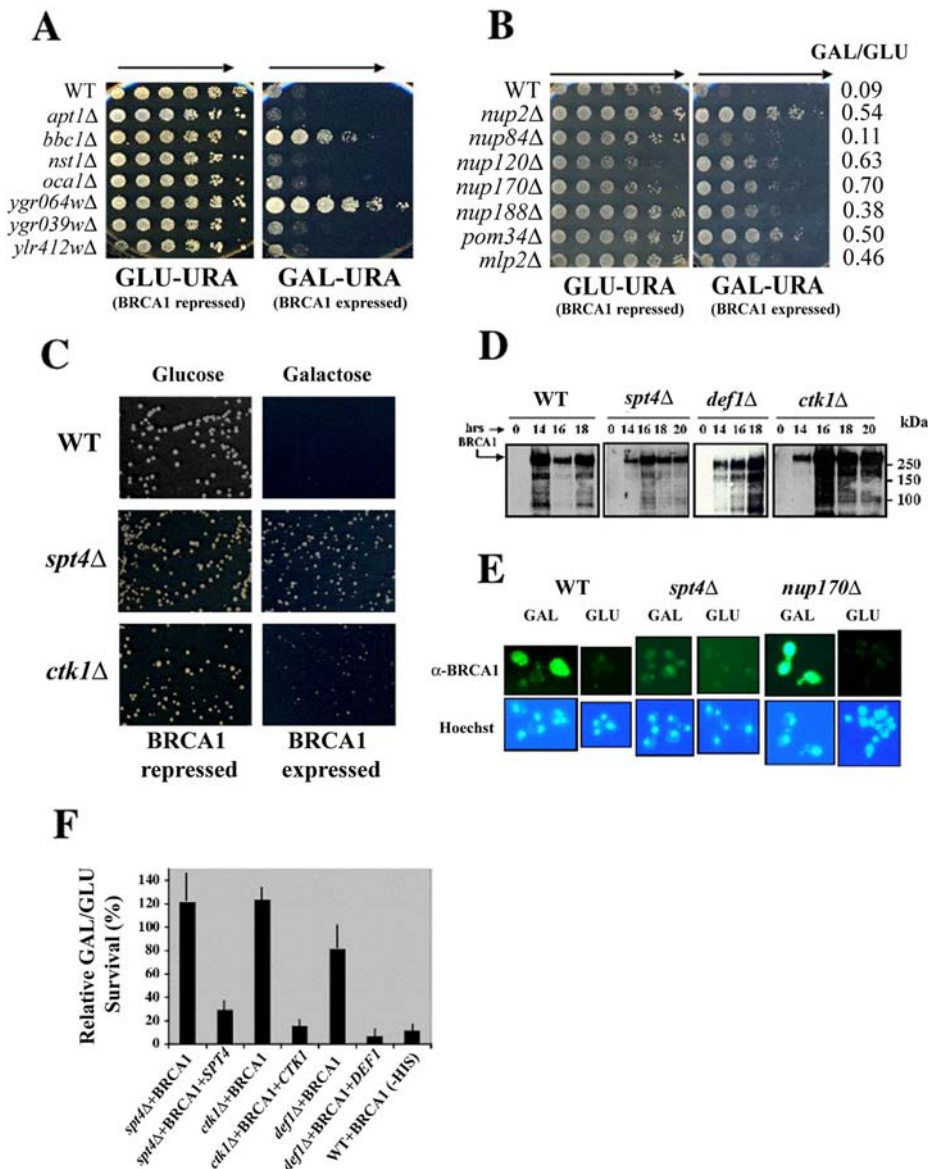 A
WT
apt1Δ
bbc1Δ
nst1Δ
oca1Δ
ygr064wΔ
ygr039wΔ
ylr412wΔ
GLU-URA
(BRCA1 repressed)
GAL-URA
(BRCA1 expressed)
B
GAL/GLU
WT 0.09
nup2Δ 0.54
nup84Δ 0.11
nup120Δ 0.63
nup170Δ 0.70
nup188Δ 0.38
pom34Δ 0.50
mlp2Δ 0.46
GLU-URA
(BRCA1 repressed)
GAL-URA
(BRCA1 expressed)
C
Glucose Galactose
WT
spt4Δ
ctk1Δ
BRCA1 repressed
BRCA1 expressed
D
WT spt4Δ def1Δ ctk1Δ
hrs 0 14 16 18 0 14 16 18 20 0 14 16 18 0 14 16 18 20 kDa
BRCA1
250
150
100
E
WT spt4Δ nup170Δ
GAL GLU GAL GLU GAL GLU
α-BRCA1
Hoechst
F
Relative GAL/GLU
Survival (%)
140
120
100
80
60
40
20
0
spt4Δ+BRCA1
spt4Δ+BRCA1+SPT4
ctk1Δ+BRCA1
ctk1Δ+BRCA1+CTK1
def1Δ+BRCA1
def1Δ+BRCA1+DEF1
WT+BRCA1 (-HIS)